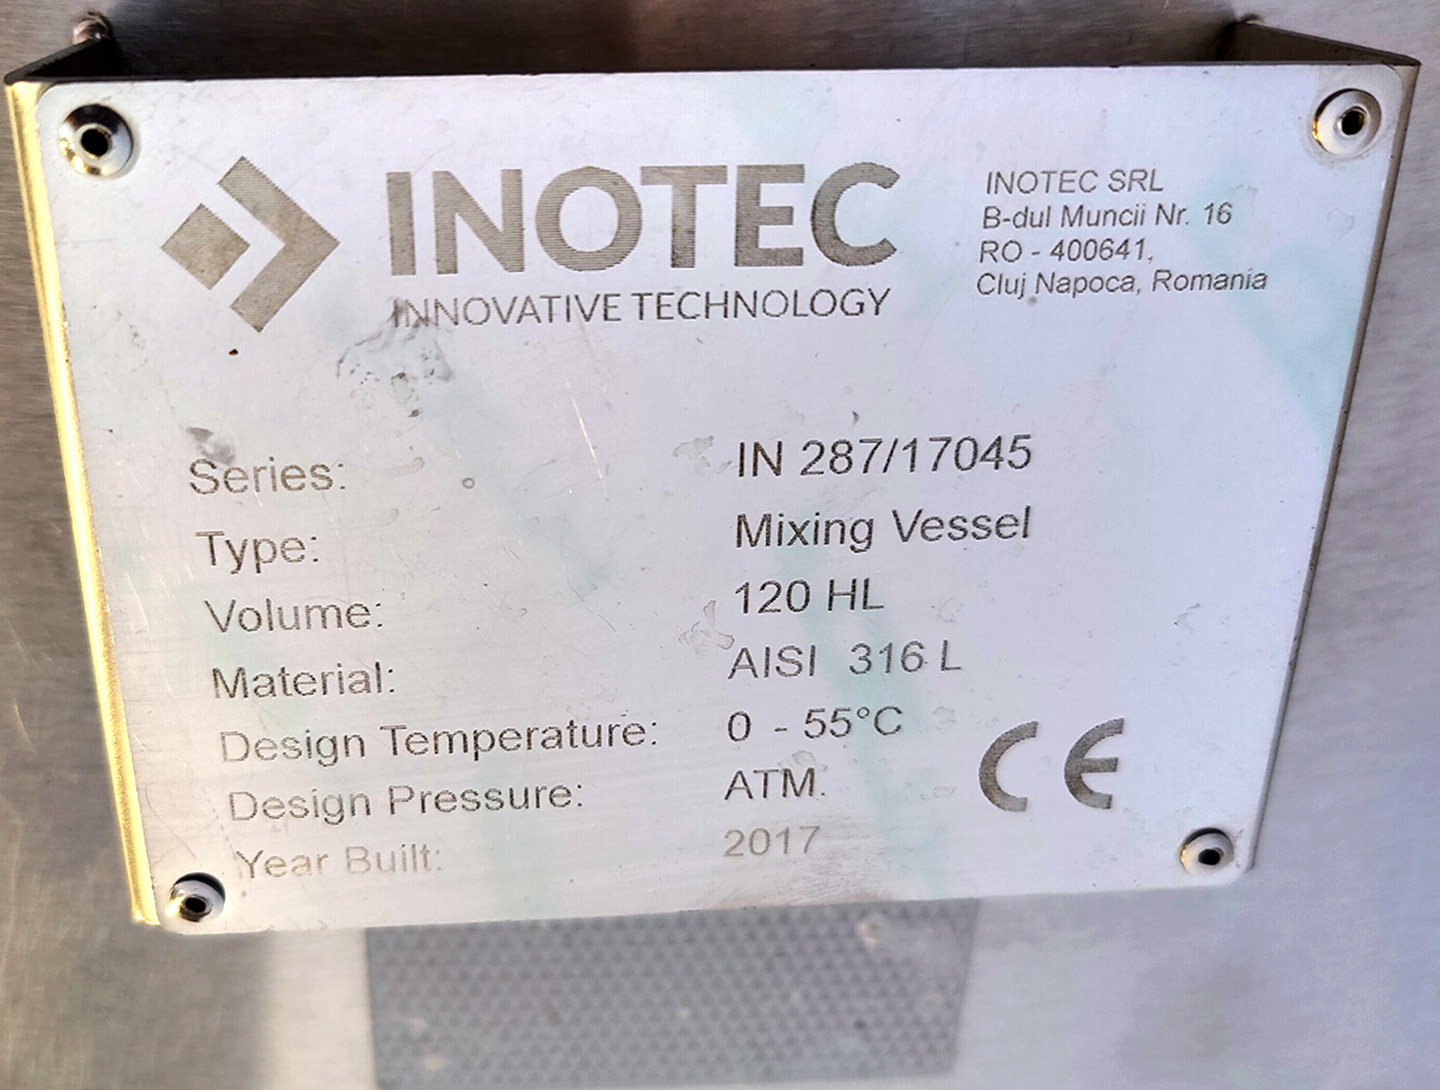 INOTEC
INNOVATIVE TECHNOLOGY
INOTEC SRL
B-dul Muncii Nr. 16
RO - 400641,
Cluj Napoca, Romania
Series: IN 287/17045
Type: Mixing Vessel
Volume: 120 HL
Material: AISI 316 L
Design Temperature: 0 - 55°C
Design Pressure: ATM.
Year Built: 2017
CE